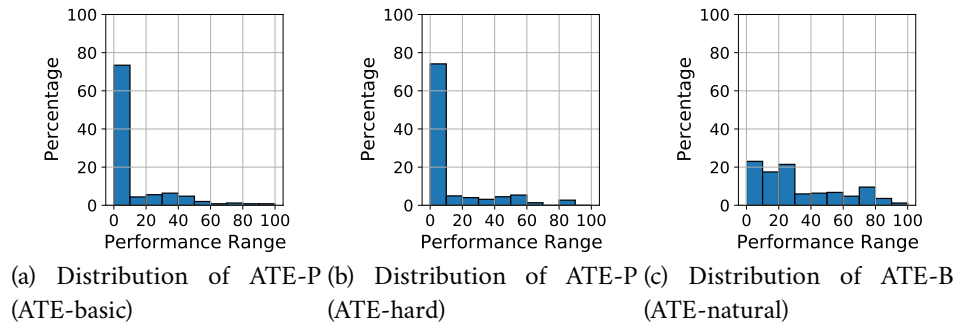 100
80
60
40
20
0
Percentage
0 20 40 60 80 100
Performance Range
(a) Distribution of ATE-P
(ATE-basic)
100
80
60
40
20
0
Percentage
0 20 40 60 80 100
Performance Range
(b) Distribution of ATE-P
(ATE-hard)
100
80
60
40
20
0
Percentage
0 20 40 60 80 100
Performance Range
(c) Distribution of ATE-B
(ATE-natural)